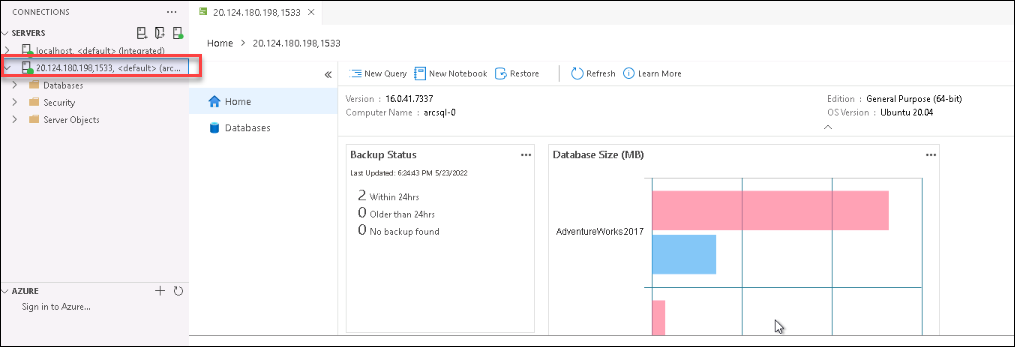 CONNECTIONS ...
SERVERS
localhost, <default> (Integrated)
20.124.180.198,1533, <default> (arc...
Databases
Security
Server Objects
AZURE
Sign in to Azure...
20.124.180.198,1533
Home > 20.124.180.198,1533
New Query New Notebook Restore Refresh Learn More
Home
Databases
Version : 16.0.41.7337
Computer Name : arcsql-0
Edition : General Purpose (64-bit)
OS Version : Ubuntu 20.04
Backup Status ...
Last Updated: 6:24:43 PM 5/23/2022
2 Within 24hrs
0 Older than 24hrs
0 No backup found
Database Size (MB) ...
AdventureWorks2017